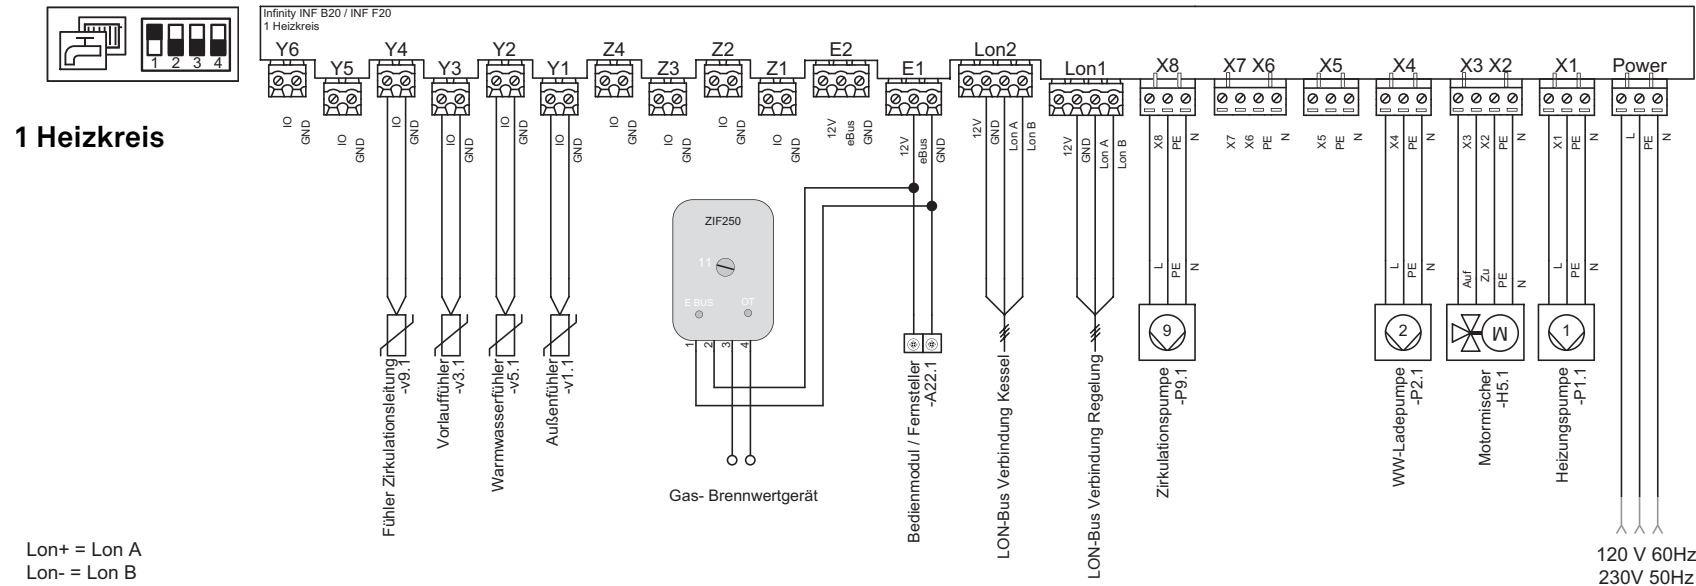 Infinity INF B20 / INF F20
1 Heizkreis
1 2 3 4
Y6 Y5 Y4 Y3 Y2 Y1 Z4 Z3 Z2 Z1 E2 E1 Lon2 Lon1 X8 X7 X6 X5 X4 X3 X2 X1 Power
IO GND
IO GND
IO GND
IO GND
IO GND
IO GND
IO GND
IO GND
IO GND
IO GND
12V eBus GND
12V eBus GND
12V GND Lon A Lon B
12V GND Lon A Lon B
X8 PE N
X7 X6 PE N
X5 PE N
X4 PE N
X3 X2 PE N
X1 PE N
L PE N
1 Heizkreis
ZIF250
11
E BUS OT
1 2 3 4
L PE N
L PE N
Auf Zu PE N
L PE N
9
2
M
1
Fühler Zirkulationsleitung
-v9.1
Vorlauffühler
-v3.1
Warmwasserfühler
-v5.1
Außenfühler
-v1.1
Gas- Brennwertgerät
Bedienmodul / Fernsteller
-A22.1
LON-Bus Verbindung Kessel
LON-Bus Verbindung Regelung
Zirkulationspumpe
-P9.1
WW-Ladepumpe
-P2.1
Motormischer
-H5.1
Heizungspumpe
-P1.1
Lon+ = Lon A
Lon- = Lon B
120 V 60Hz
230V 50Hz